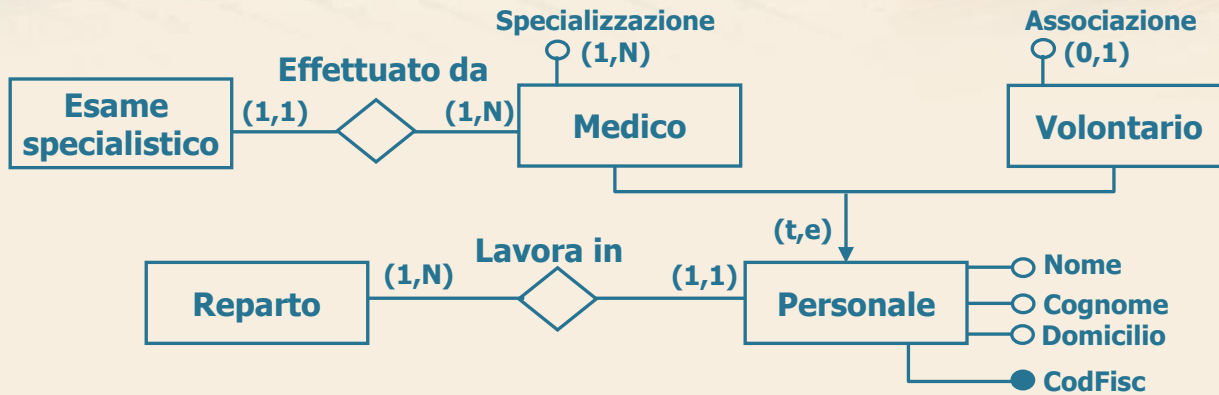 Specializzazione
(1,N)
Associazione
(0,1)
Effettuato da
Esame
specialistico
(1,1)
(1,N)
Medico
Volontario
(t,e)
Lavora in
Reparto
(1,N)
(1,1)
Personale
Nome
Cognome
Domicilio
CodFisc